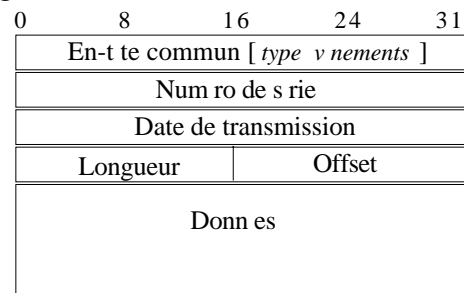 0 8 16 24 31
En-t te commun [ type v nements ]
Num ro de s rie
Date de transmission
Longueur Offset
Donn es